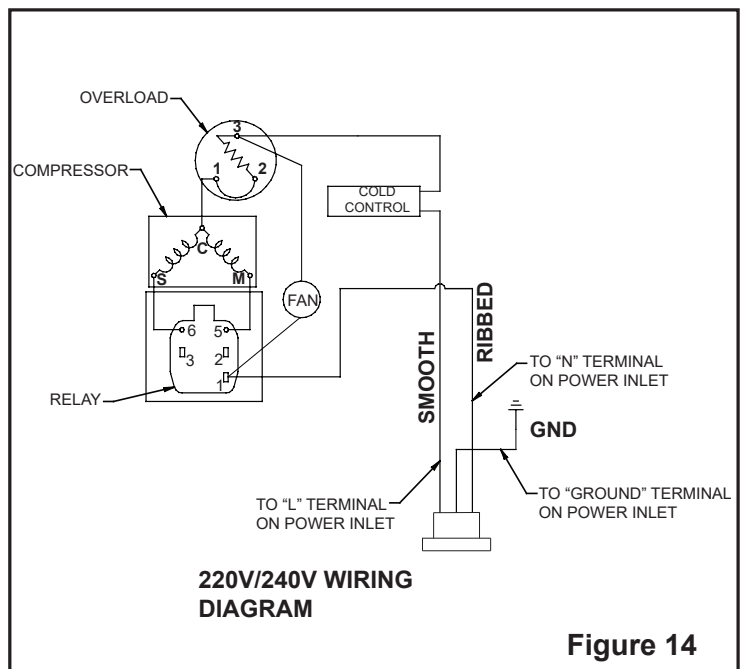 OVERLOAD
3
1
2
COMPRESSOR
COLD
CONTROL
C
S
M
FAN
6
5
3
2
1
RELAY
SMOOTH
RIBBED
TO “N” TERMINAL
ON POWER INLET
GND
TO “L” TERMINAL
ON POWER INLET
TO “GROUND” TERMINAL
ON POWER INLET
220V/240V WIRING
DIAGRAM
Figure 14